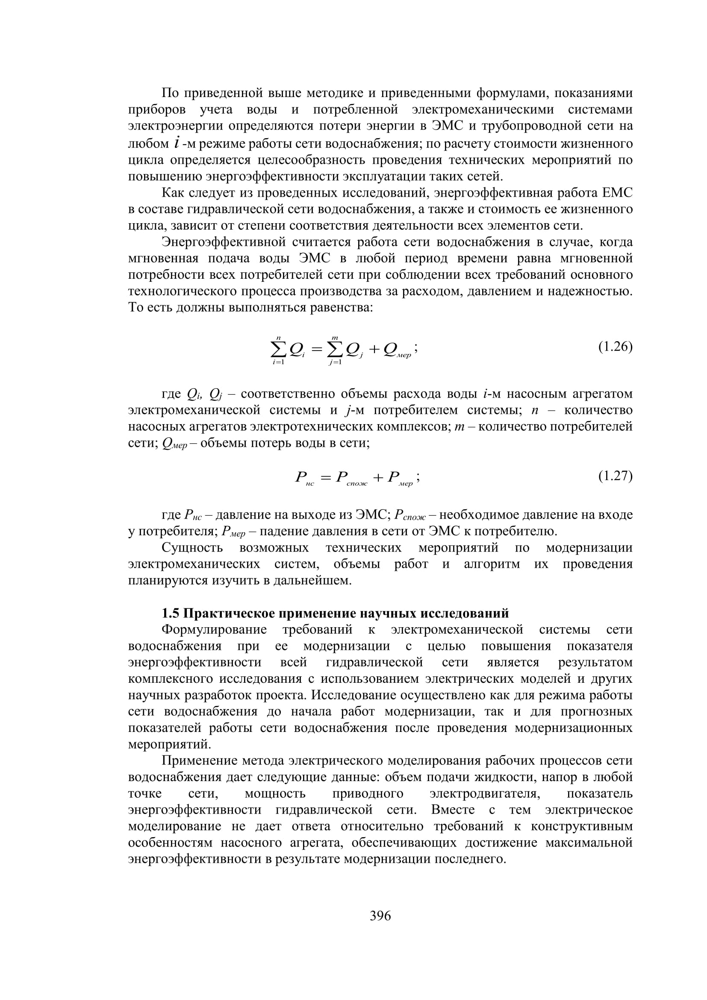 По приведенной выше методике и приведенными формулами, показаниями
приборов учета воды и потребленной электромеханическими системами
электроэнергии определяются потери энергии в ЭМС и трубопроводной сети на
любом i -м режиме работы сети водоснабжения; по расчету стоимости жизненного
цикла определяется целесообразность проведения технических мероприятий по
повышению энергоэффективности эксплуатации таких сетей.
Как следует из проведенных исследований, энергоэффективная работа ЕМС
в составе гидравлической сети водоснабжения, а также и стоимость ее жизненного
цикла, зависит от степени соответствия деятельности всех элементов сети.
Энергоэффективной считается работа сети водоснабжения в случае, когда
мгновенная подача воды ЭМС в любой период времени равна мгновенной
потребности всех потребителей сети при соблюдении всех требований основного
технологического процесса производства за расходом, давлением и надежностью.
То есть должны выполняться равенства:
\sum_{i=1}^{n} Q_i = \sum_{j=1}^{m} Q_j + Q_{мер} ; (1.26)
где Q_i, Q_j – соответственно объемы расхода воды i-м насосным агрегатом
электромеханической системы и j-м потребителем системы; n – количество
насосных агрегатов электротехнических комплексов; m – количество потребителей
сети; Q_{мер} – объемы потерь воды в сети;
P_{нс} = P_{спож} + P_{мер} ; (1.27)
где P_{нс} – давление на выходе из ЭМС; P_{спож} – необходимое давление на входе
у потребителя; P_{мер} – падение давления в сети от ЭМС к потребителю.
Сущность возможных технических мероприятий по модернизации
электромеханических систем, объемы работ и алгоритм их проведения
планируются изучить в дальнейшем.
1.5 Практическое применение научных исследований
Формулирование требований к электромеханической системы сети
водоснабжения при ее модернизации с целью повышения показателя
энергоэффективности всей гидравлической сети является результатом
комплексного исследования с использованием электрических моделей и других
научных разработок проекта. Исследование осуществлено как для режима работы
сети водоснабжения до начала работ модернизации, так и для прогнозных
показателей работы сети водоснабжения после проведения модернизационных
мероприятий.
Применение метода электрического моделирования рабочих процессов сети
водоснабжения дает следующие данные: объем подачи жидкости, напор в любой
точке сети, мощность приводного электродвигателя, показатель
энергоэффективности гидравлической сети. Вместе с тем электрическое
моделирование не дает ответа относительно требований к конструктивным
особенностям насосного агрегата, обеспечивающих достижение максимальной
энергоэффективности в результате модернизации последнего.
396